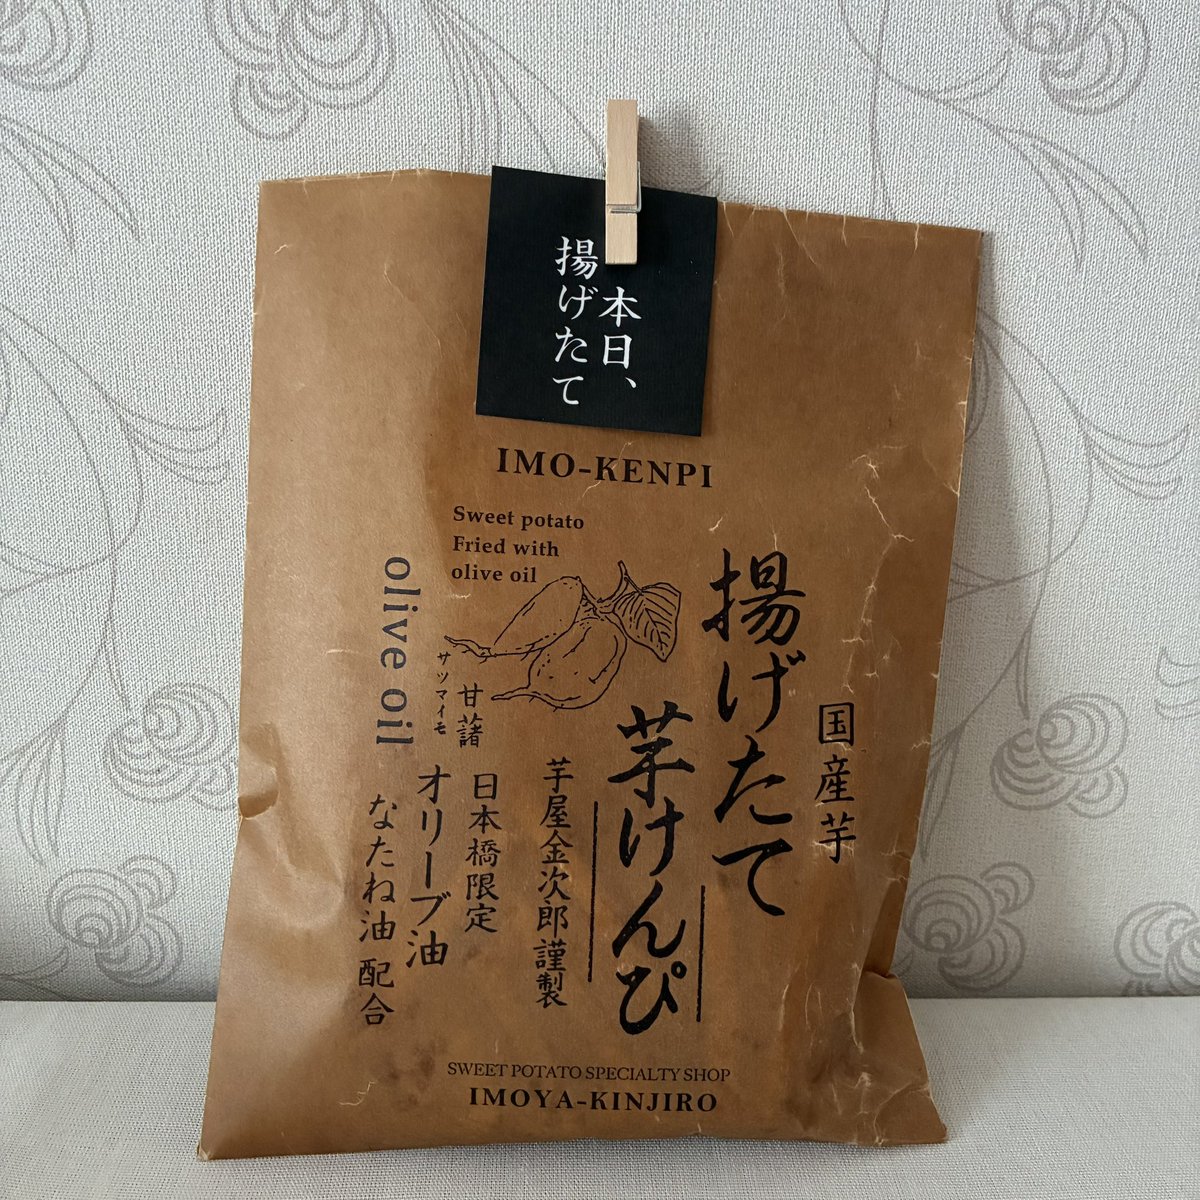 本日、
揚げたて
IMO-KENPI
Sweet potato
Fried with
olive oil
国産芋
揚げたて
芋けんぴ
芋屋金次郎謹製
甘藷
サツマイモ
日本橋限定
オリーブ油
なたね油 配合
olive oil
SWEET POTATO SPECIALTY SHOP
IMOYA-KINJIRO